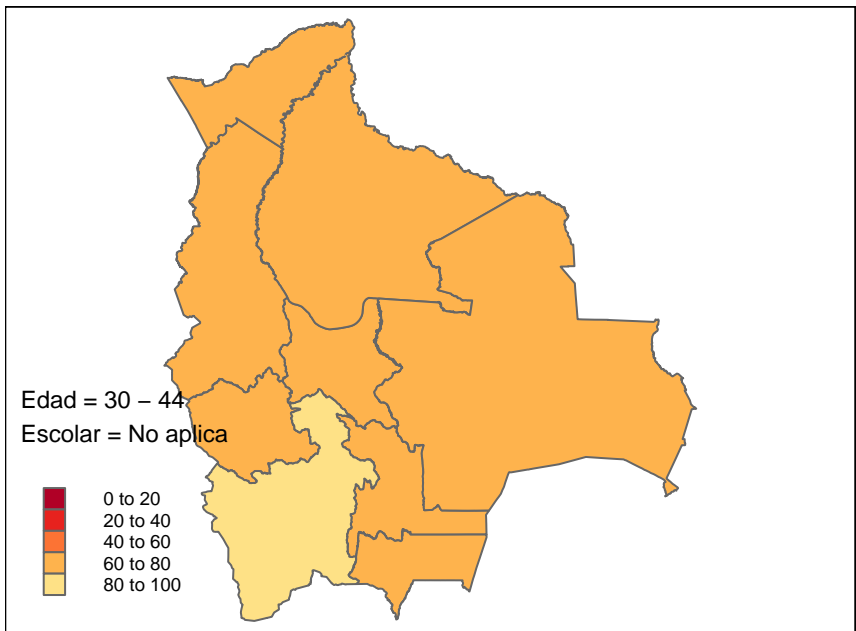 Edad = 30 – 44
Escolar = No aplica
0 to 20
20 to 40
40 to 60
60 to 80
80 to 100